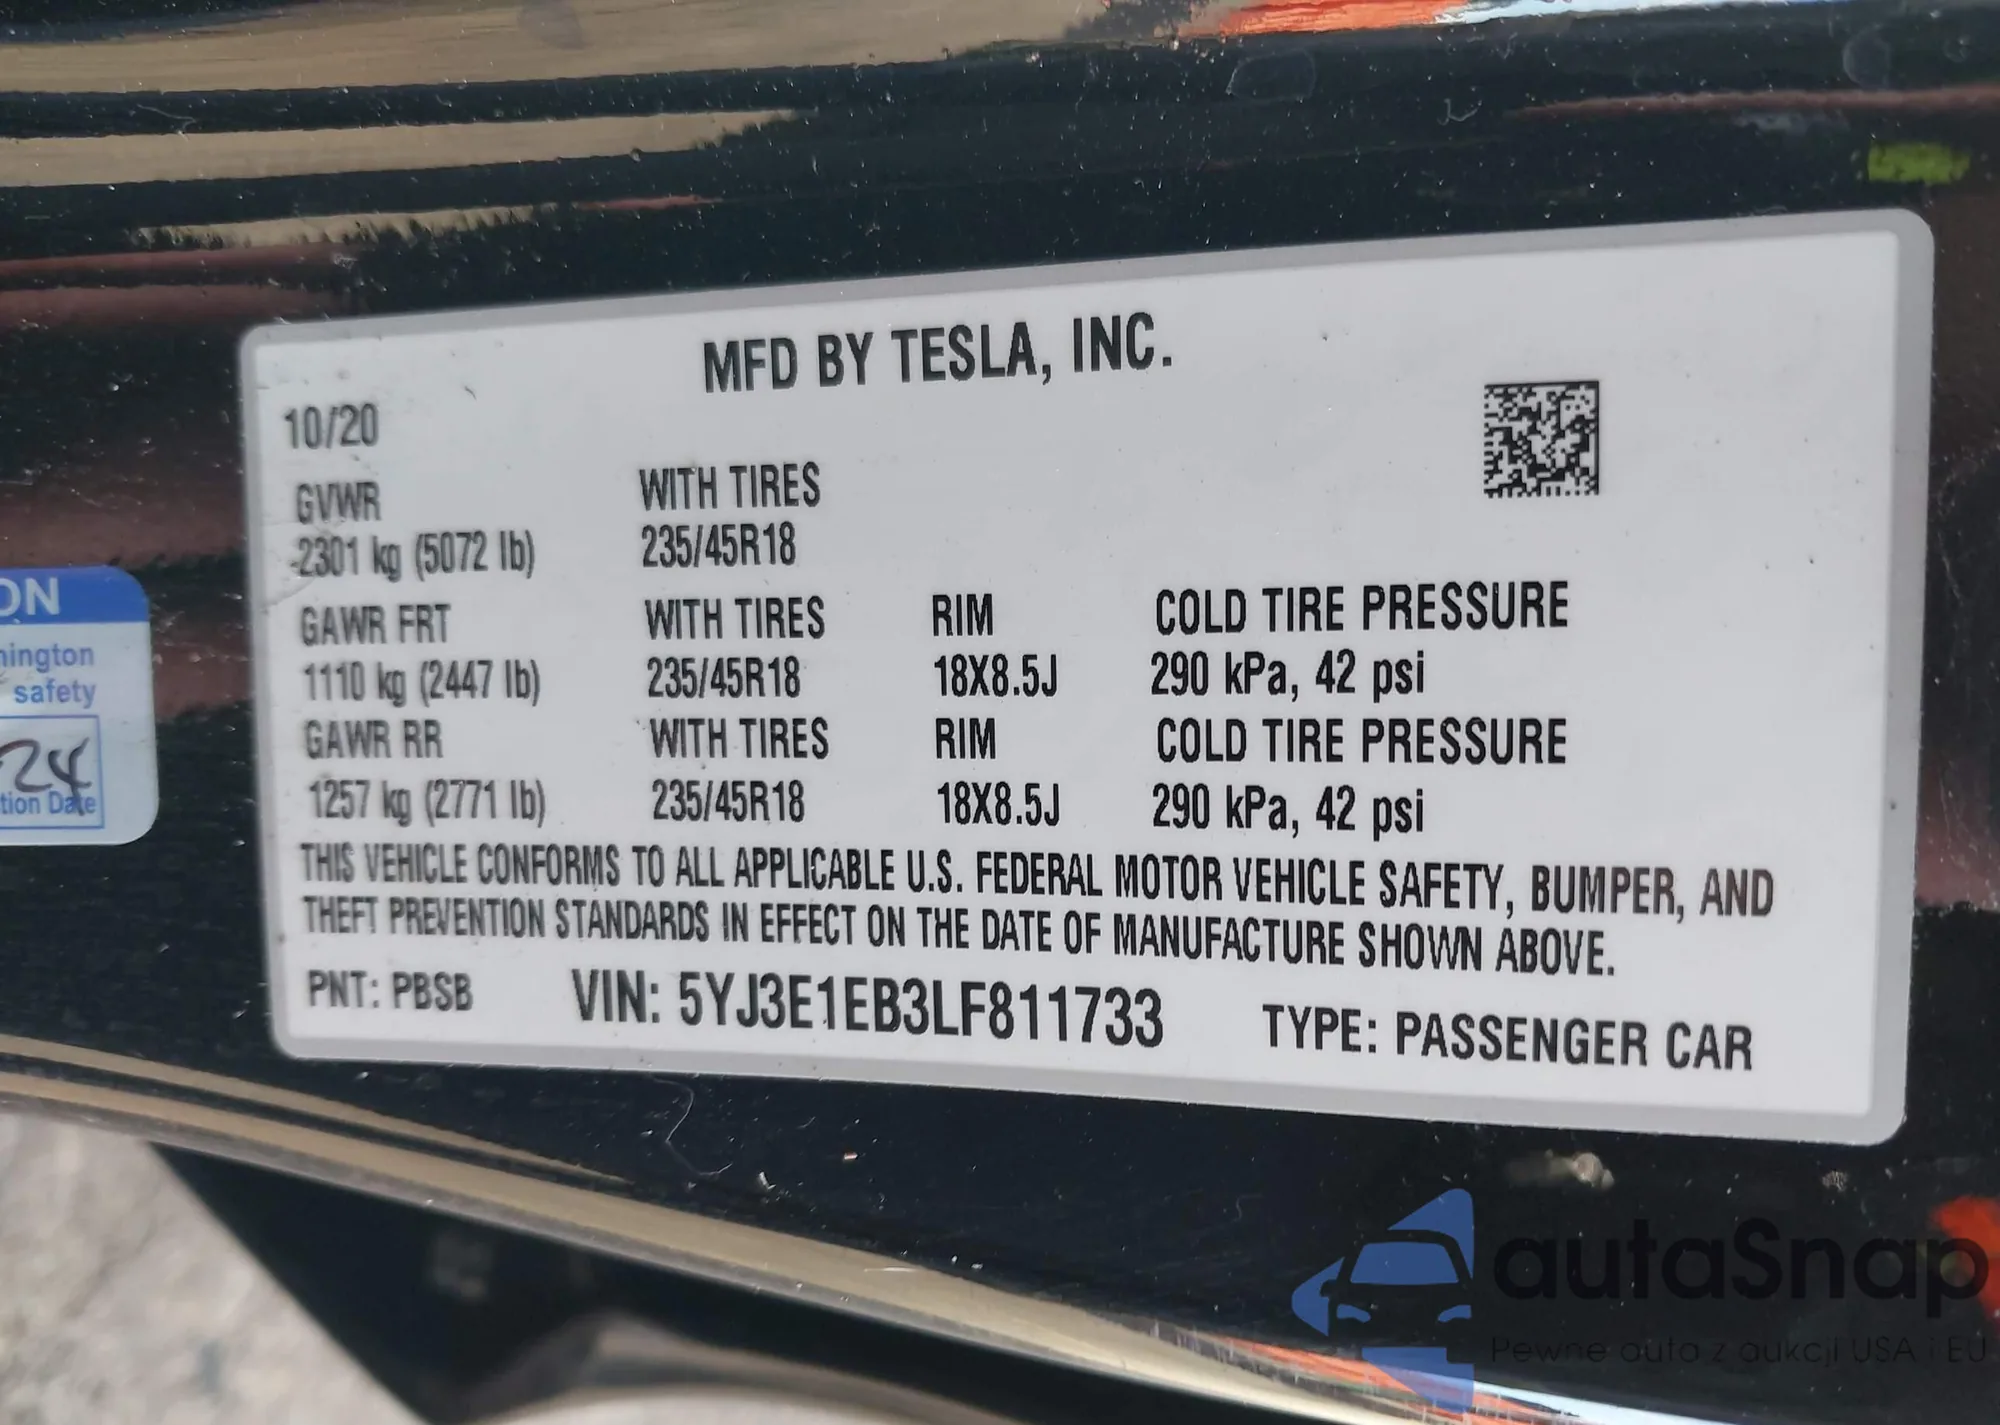 MFD BY TESLA, INC.
10/20
GVWR WITH TIRES
2301 kg (5072 lb) 235/45R18
GAWR FRT WITH TIRES RIM COLD TIRE PRESSURE
1110 kg (2447 lb) 235/45R18 18X8.5J 290 kPa, 42 psi
GAWR RR WITH TIRES RIM COLD TIRE PRESSURE
1257 kg (2771 lb) 235/45R18 18X8.5J 290 kPa, 42 psi
THIS VEHICLE CONFORMS TO ALL APPLICABLE U.S. FEDERAL MOTOR VEHICLE SAFETY, BUMPER, AND
THEFT PREVENTION STANDARDS IN EFFECT ON THE DATE OF MANUFACTURE SHOWN ABOVE.
PNT: PBSB VIN: 5YJ3E1EB3LF811733 TYPE: PASSENGER CAR
ON
hington
safety
24
tion Date
autaSnap
Pewne auta z aukcji USA i EU